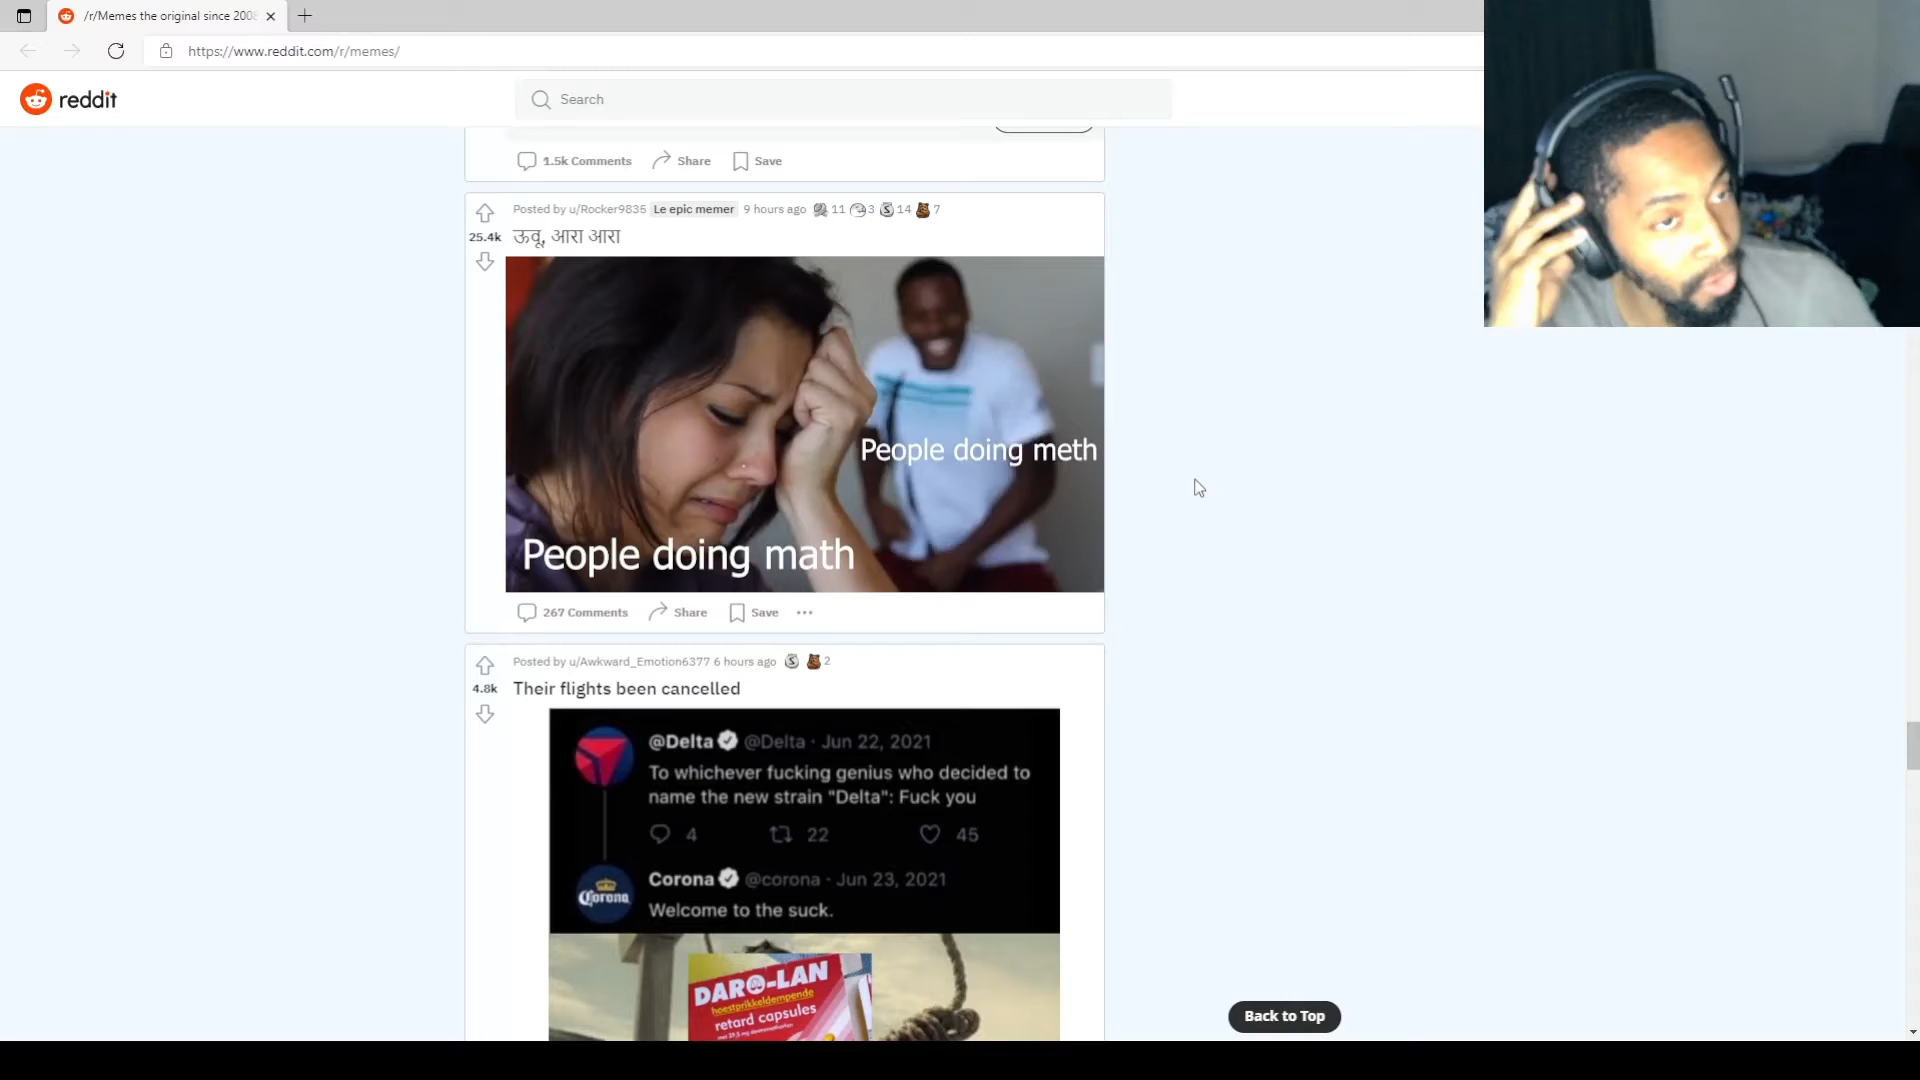 /r/Memes the original since 2008
https://www.reddit.com/r/memes/
reddit
Search
1.5k Comments Share Save
Posted by u/Rocker9835 Le epic memer 9 hours ago 11 3 14 7
25.4k
ऊवू, आरा आरा
People doing meth
People doing math
267 Comments Share Save
Posted by u/Awkward_Emotion6377 6 hours ago 2
4.8k
Their flights been cancelled
@Delta @Delta · Jun 22, 2021
To whichever fucking genius who decided to
name the new strain "Delta": Fuck you
4 22 45
Corona
Corona @corona · Jun 23, 2021
Welcome to the suck.
DARO-LAN
hoestprikkeldempende
retard capsules
Back to Top